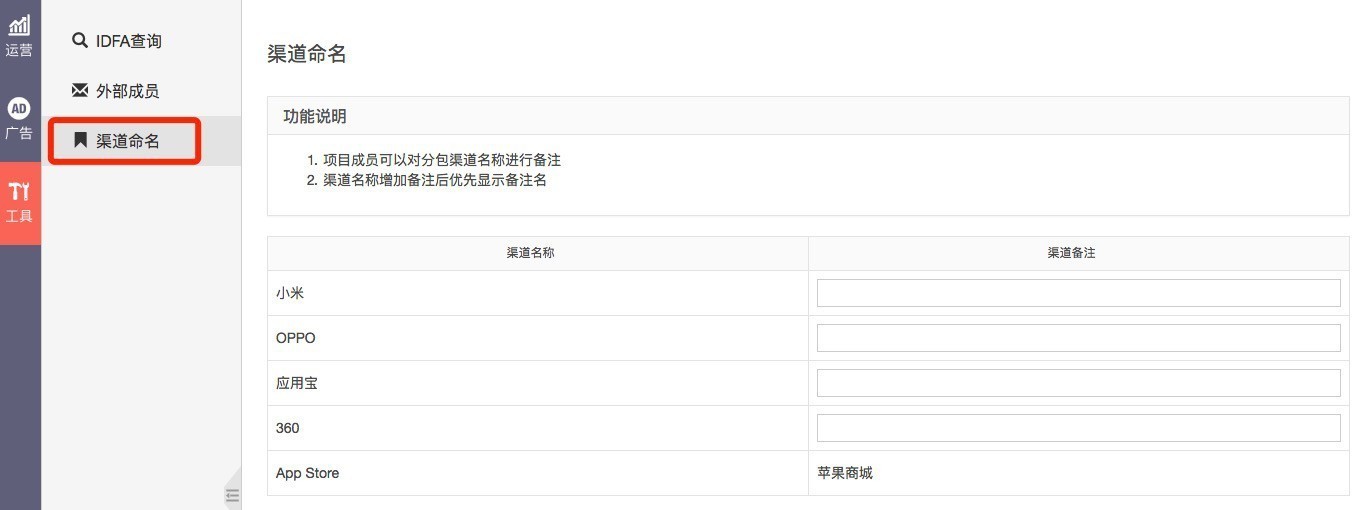 运营
AD
广告
工具
IDFA查询
外部成员
渠道命名
渠道命名
功能说明
1. 项目成员可以对分包渠道名称进行备注
2. 渠道名称增加备注后优先显示备注名
渠道名称 渠道备注
小米
OPPO
应用宝
360
App Store 苹果商城